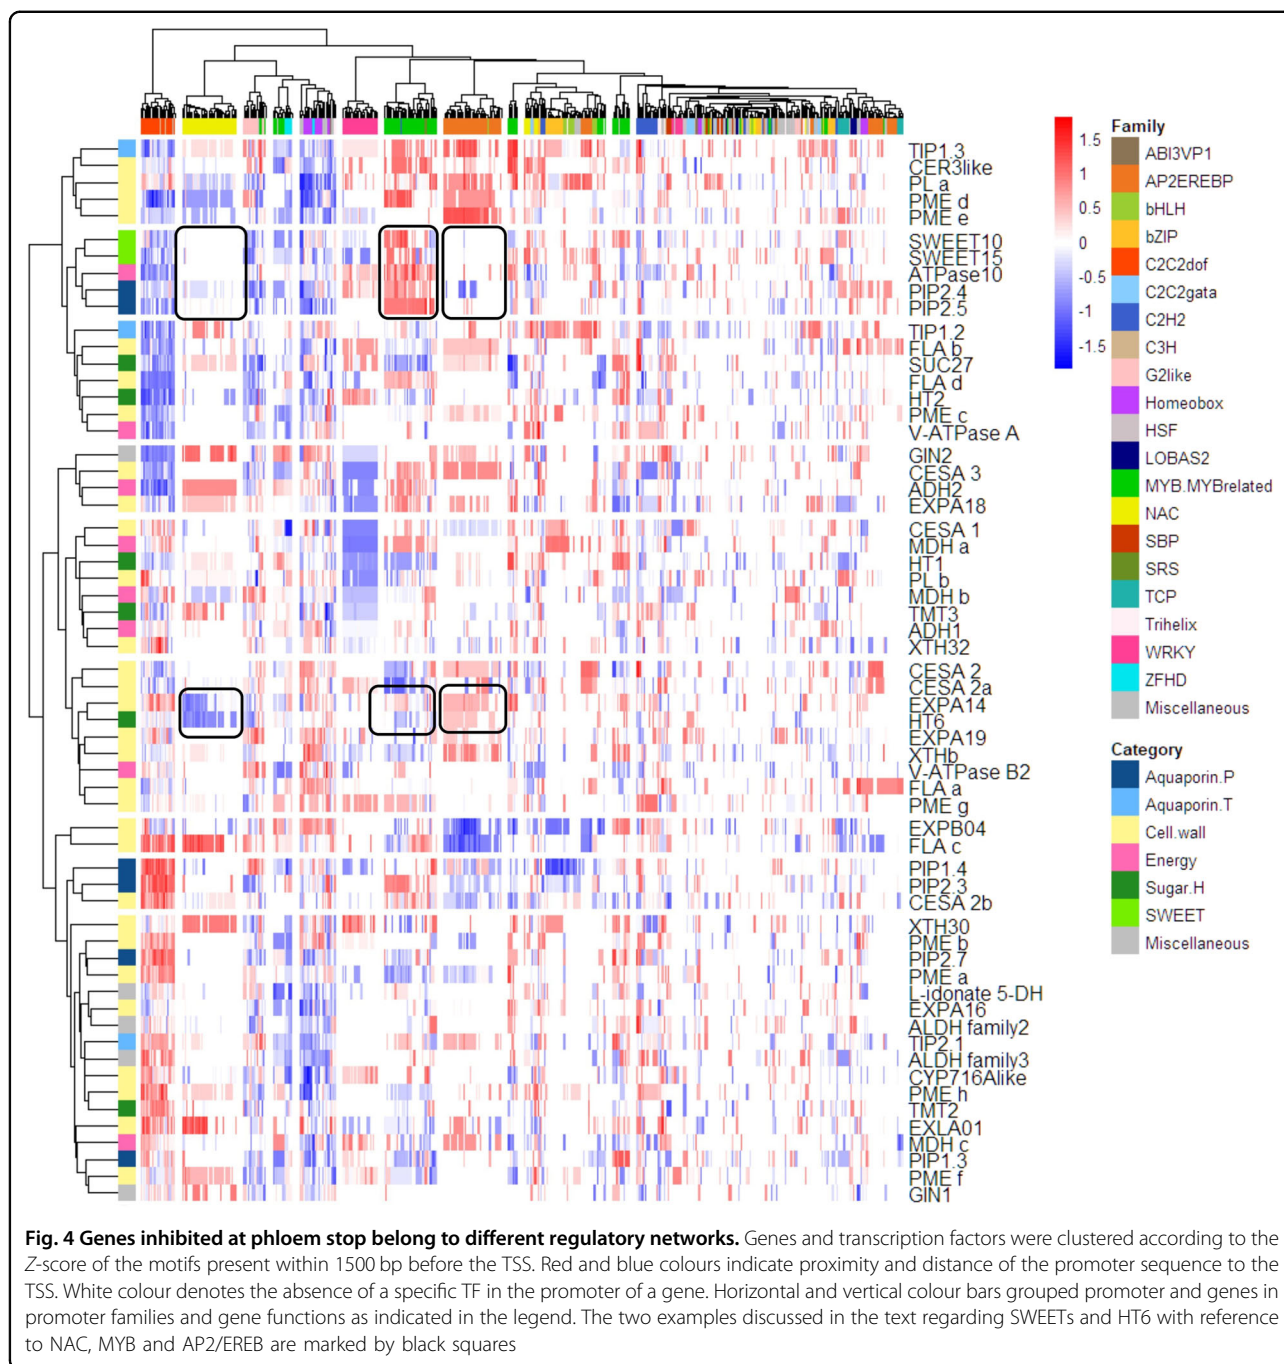 1.5
1
0.5
0
-0.5
-1
-1.5
TIP1.3
CER3like
PL a
PME d
PME e
SWEET10
SWEET15
ATPase10
PIP2.4
PIP2.5
TIP1.2
FLA b
SUC27
FLA d
HT2
PME c
V-ATPase A
GIN2
CESA 3
ADH2
EXPA18
CESA 1
MDH a
HT1
PL b
MDH b
TMT3
ADH1
XTH32
CESA 2
CESA 2a
EXPA14
HT6
EXPA19
XTHb
V-ATPase B2
FLA a
PME g
EXPB04
FLA c
PIP1.4
PIP2.3
CESA 2b
XTH30
PME b
PIP2.7
PME a
L-idonate 5-DH
EXPA16
ALDH family2
TIP2.1
ALDH family3
CYP716Alike
PME h
TMT2
EXLA01
MDH c
PIP1.3
PME f
GIN1
Family
ABI3VP1
AP2EREBP
bHLH
bZIP
C2C2dof
C2C2gata
C2H2
C3H
G2like
Homeobox
HSF
LOBAS2
MYB.MYBrelated
NAC
SBP
SRS
TCP
Trihelix
WRKY
ZFHD
Miscellaneous
Category
Aquaporin.P
Aquaporin.T
Cell.wall
Energy
Sugar.H
SWEET
Miscellaneous
Fig. 4 Genes inhibited at phloem stop belong to different regulatory networks. Genes and transcription factors were clustered according to the
Z-score of the motifs present within 1500 bp before the TSS. Red and blue colours indicate proximity and distance of the promoter sequence to the
TSS. White colour denotes the absence of a specific TF in the promoter of a gene. Horizontal and vertical colour bars grouped promoter and genes in
promoter families and gene functions as indicated in the legend. The two examples discussed in the text regarding SWEETs and HT6 with reference
to NAC, MYB and AP2/EREB are marked by black squares